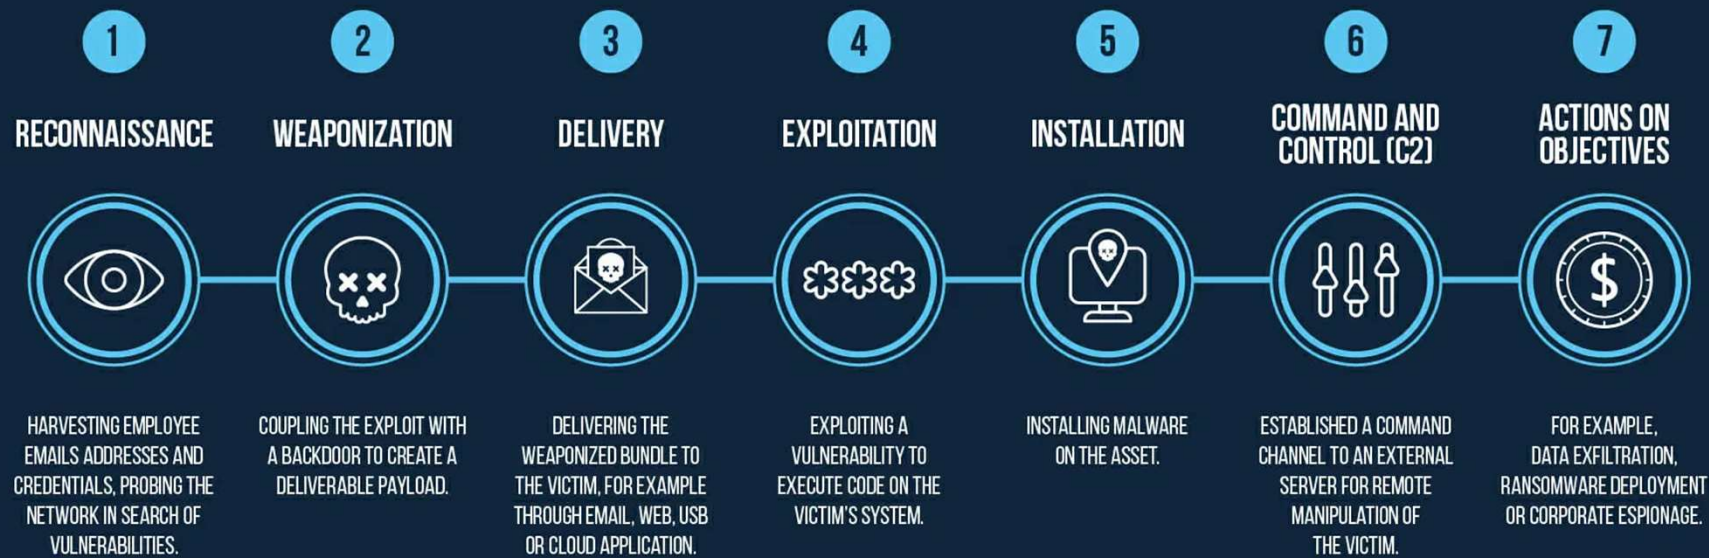 1
RECONNAISSANCE
HARVESTING EMPLOYEE
EMAILS ADDRESSES AND
CREDENTIALS, PROBING THE
NETWORK IN SEARCH OF
VULNERABILITIES.
2
WEAPONIZATION
COUPLING THE EXPLOIT WITH
A BACKDOOR TO CREATE A
DELIVERABLE PAYLOAD.
3
DELIVERY
DELIVERING THE
WEAPONIZED BUNDLE TO
THE VICTIM, FOR EXAMPLE
THROUGH EMAIL, WEB, USB
OR CLOUD APPLICATION.
4
EXPLOITATION
EXPLOITING A
VULNERABILITY TO
EXECUTE CODE ON THE
VICTIM'S SYSTEM.
5
INSTALLATION
INSTALLING MALWARE
ON THE ASSET.
6
COMMAND AND
CONTROL (C2)
ESTABLISHED A COMMAND
CHANNEL TO AN EXTERNAL
SERVER FOR REMOTE
MANIPULATION OF
THE VICTIM.
7
ACTIONS ON
OBJECTIVES
$
FOR EXAMPLE,
DATA EXFILTRATION,
RANSOMWARE DEPLOYMENT
OR CORPORATE ESPIONAGE.